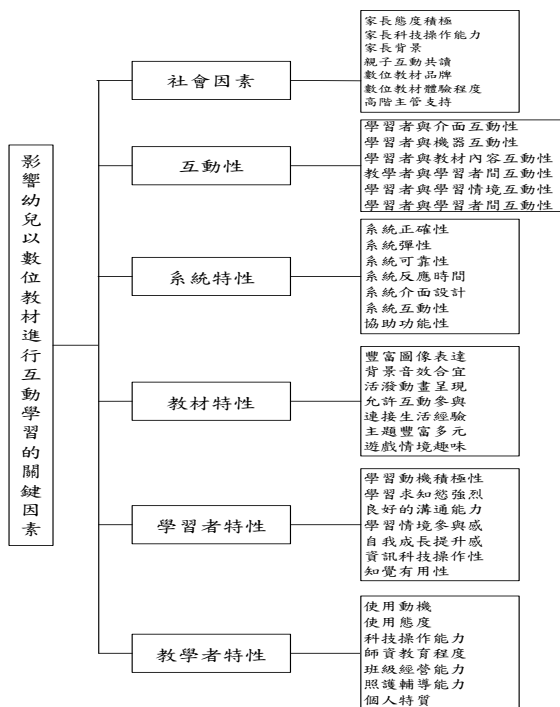 影響幼兒以數位教材進行互動學習的關鍵因素
社會因素
家長態度積極
家長科技操作能力
家長背景
親子互動共讀
數位教材品牌
數位教材體驗程度
高階主管支持
互動性
學習者與介面互動性
學習者與機器互動性
學習者與教材內容互動性
教學者與學習者間互動性
學習者與學習情境互動性
學習者與學習者間互動性
系統特性
系統正確性
系統彈性
系統可靠性
系統反應時間
系統介面設計
系統互動性
協助功能性
教材特性
豐富圖像表達
背景音效合宜
活潑動畫呈現
允許互動參與
連接生活經驗
主題豐富多元
遊戲情境趣味
學習者特性
學習動機積極性
學習求知慾強烈
良好的溝通能力
學習情境參與感
自我成長提升感
資訊科技操作性
知覺有用性
教學者特性
使用動機
使用態度
科技操作能力
師資教育程度
班級經營能力
照護輔導能力
個人特質